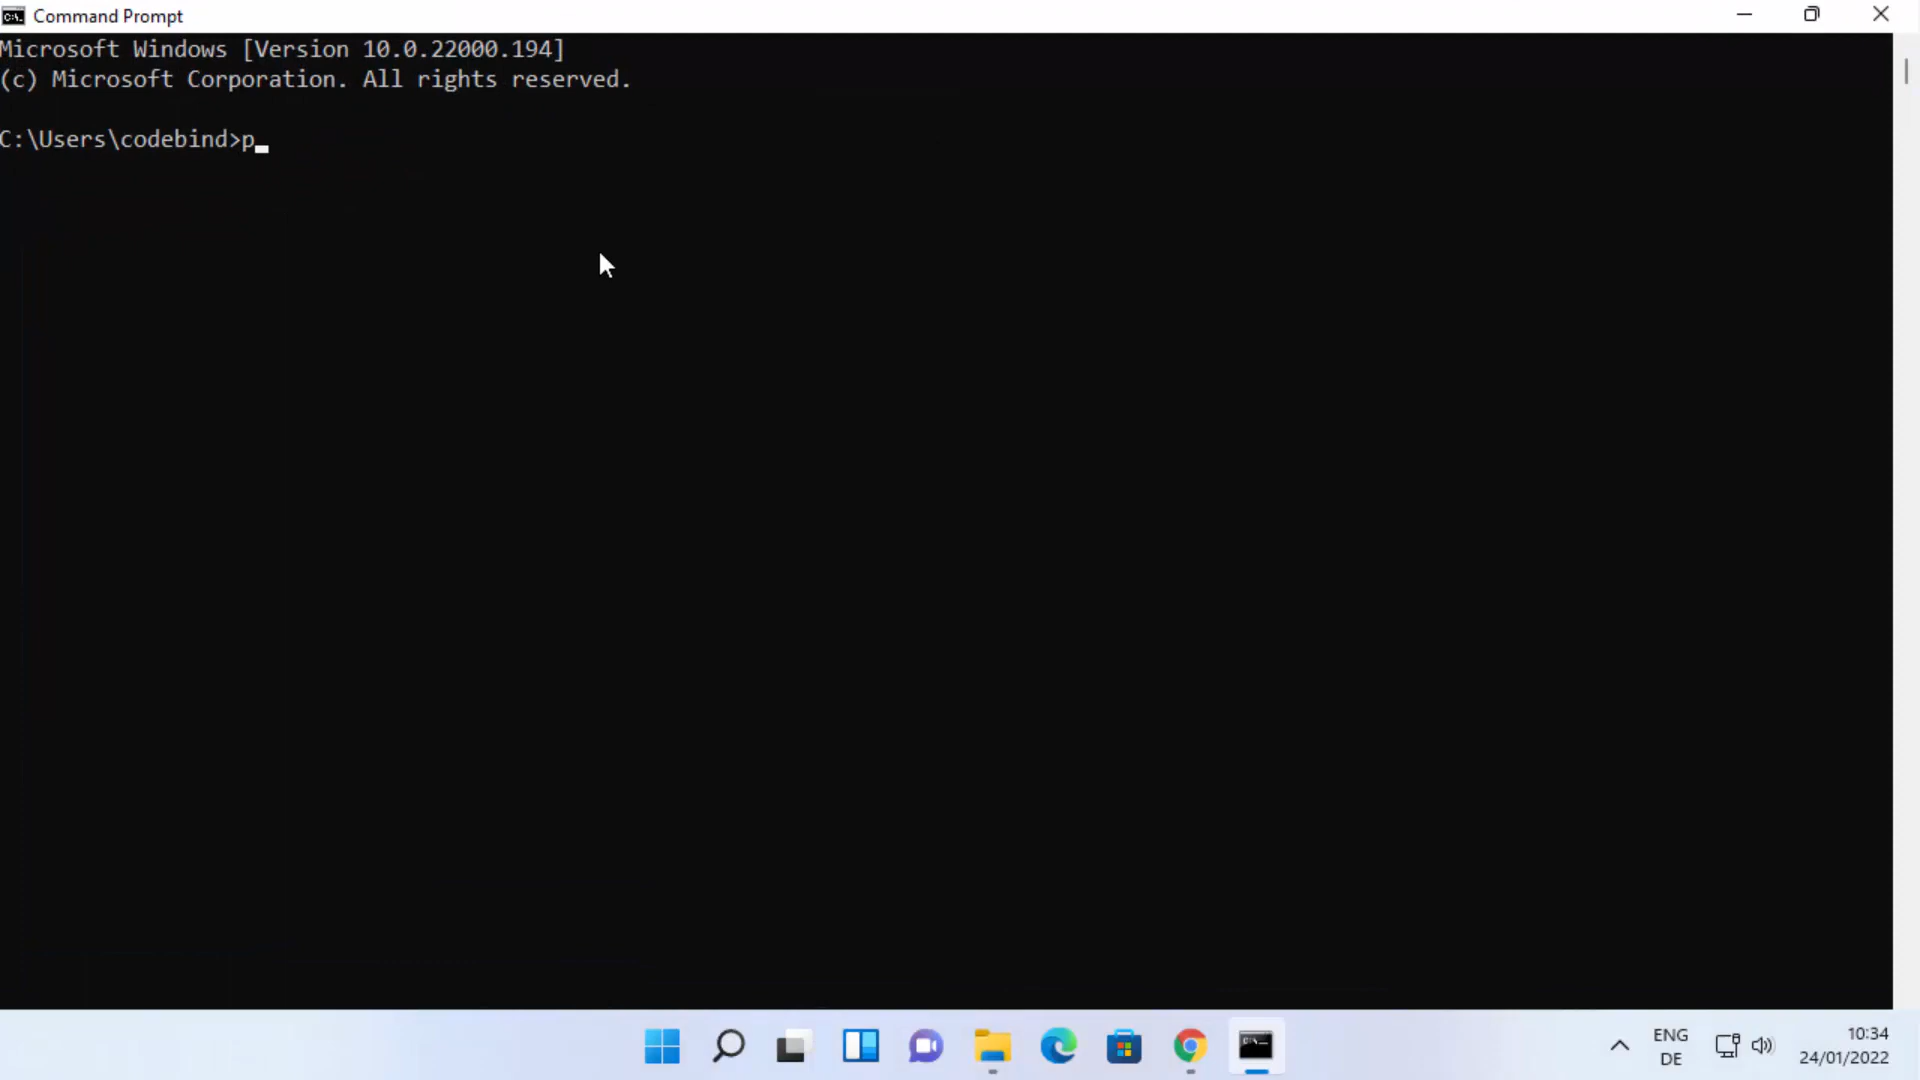 Command Prompt
Microsoft Windows [Version 10.0.22000.194]
(c) Microsoft Corporation. All rights reserved.
C:\Users\codebind>p_
ENG
DE
10:34
24/01/2022